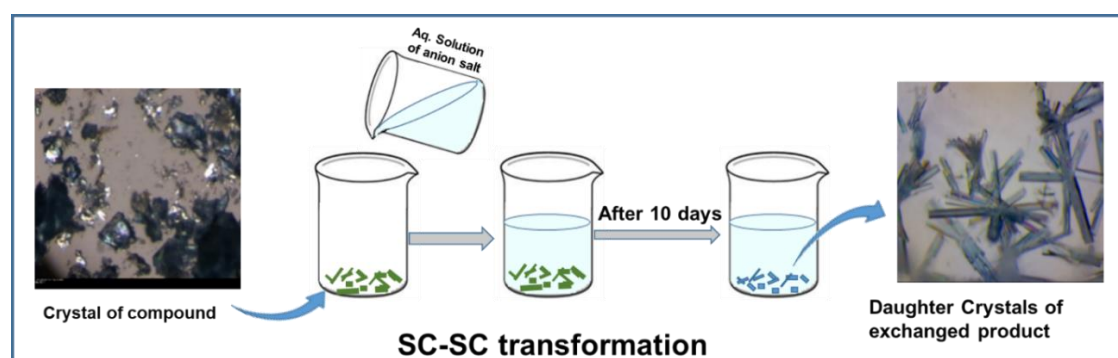 Aq. Solution
of anion salt
After 10 days
Crystal of compound
Daughter Crystals of
exchanged product
SC-SC transformation